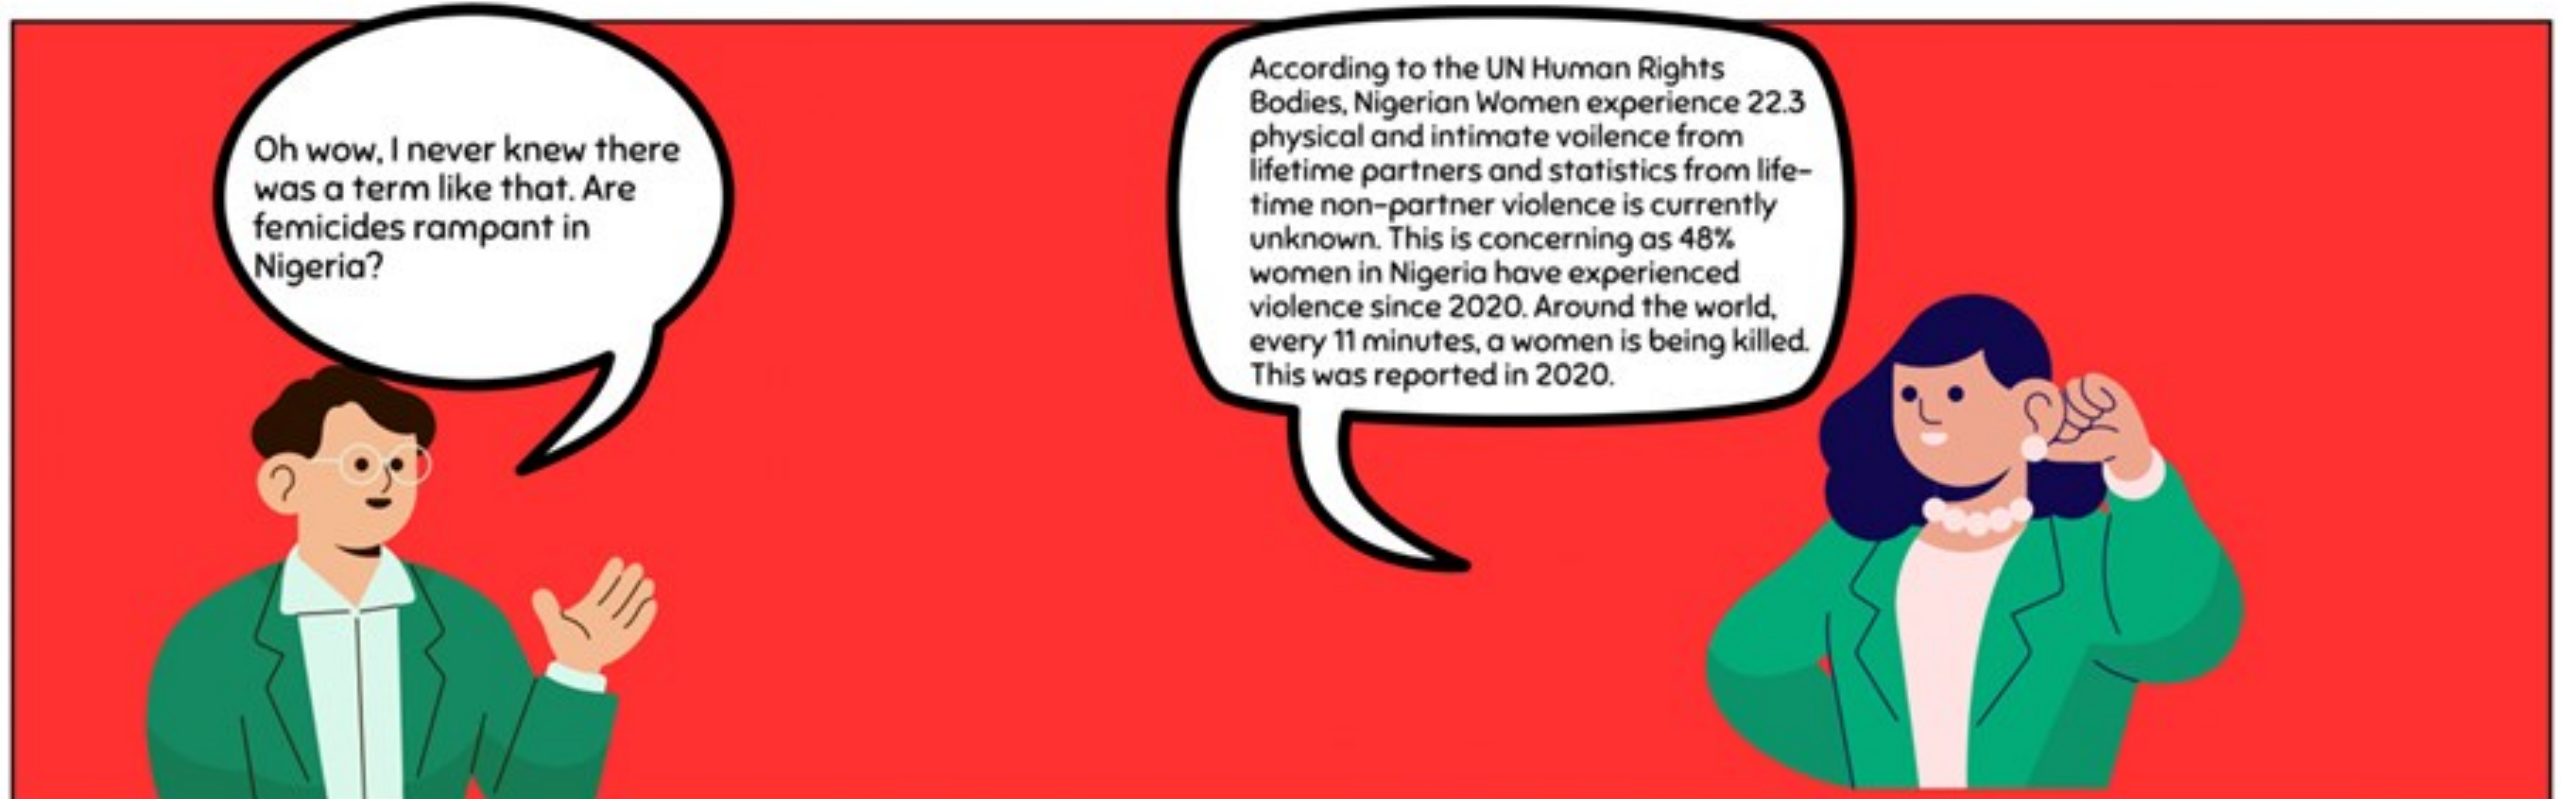 Oh wow, I never knew there
was a term like that. Are
femicides rampant in
Nigeria?
According to the UN Human Rights
Bodies, Nigerian Women experience 22.3
physical and intimate voilence from
lifetime partners and statistics from life-
time non-partner violence is currently
unknown. This is concerning as 48%
women in Nigeria have experienced
violence since 2020. Around the world,
every 11 minutes, a women is being killed.
This was reported in 2020.